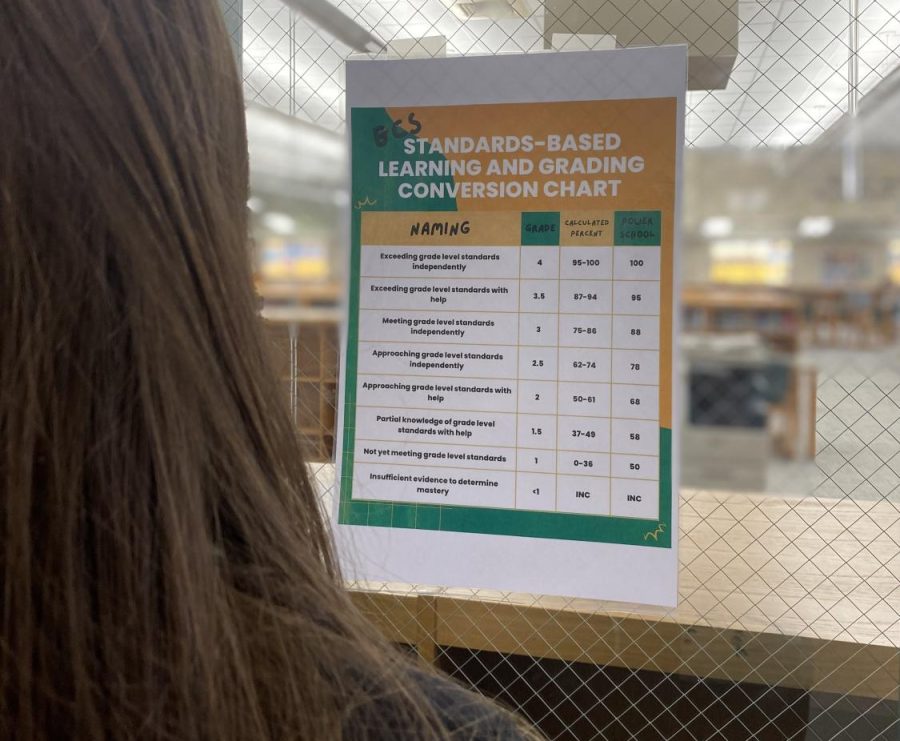 GCS
STANDARDS-BASED
LEARNING AND GRADING
CONVERSION CHART
NAMING GRADE CALCULATED PERCENT POWER SCHOOL
Exceeding grade level standards
independently 4 95-100 100
Exceeding grade level standards with
help 3.5 87-94 95
Meeting grade level standards
independently 3 75-86 88
Approaching grade level standards
independently 2.5 62-74 78
Approaching grade level standards with
help 2 50-61 68
Partial knowledge of grade level
standards with help 1.5 37-49 58
Not yet meeting grade level standards 1 0-36 50
Insufficient evidence to determine
mastery <1 INC INC